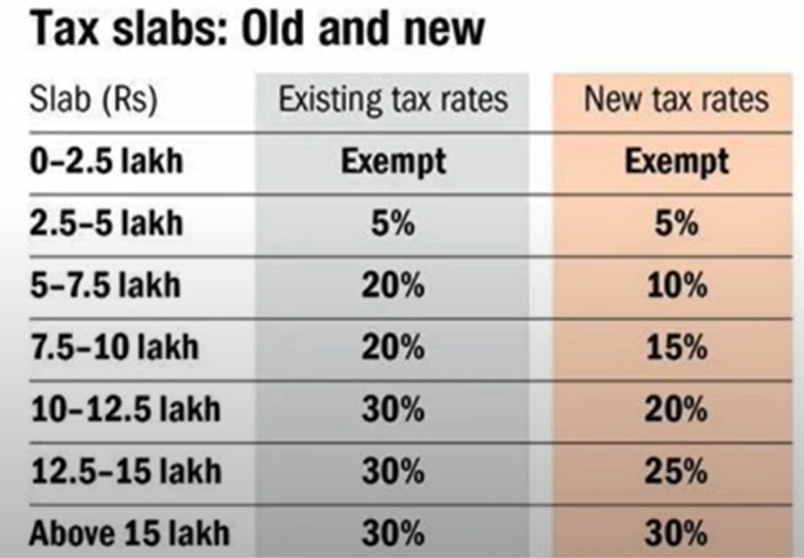 Tax slabs: Old and new
Slab (Rs) Existing tax rates New tax rates
0–2.5 lakh Exempt Exempt
2.5–5 lakh 5% 5%
5–7.5 lakh 20% 10%
7.5–10 lakh 20% 15%
10–12.5 lakh 30% 20%
12.5–15 lakh 30% 25%
Above 15 lakh 30% 30%